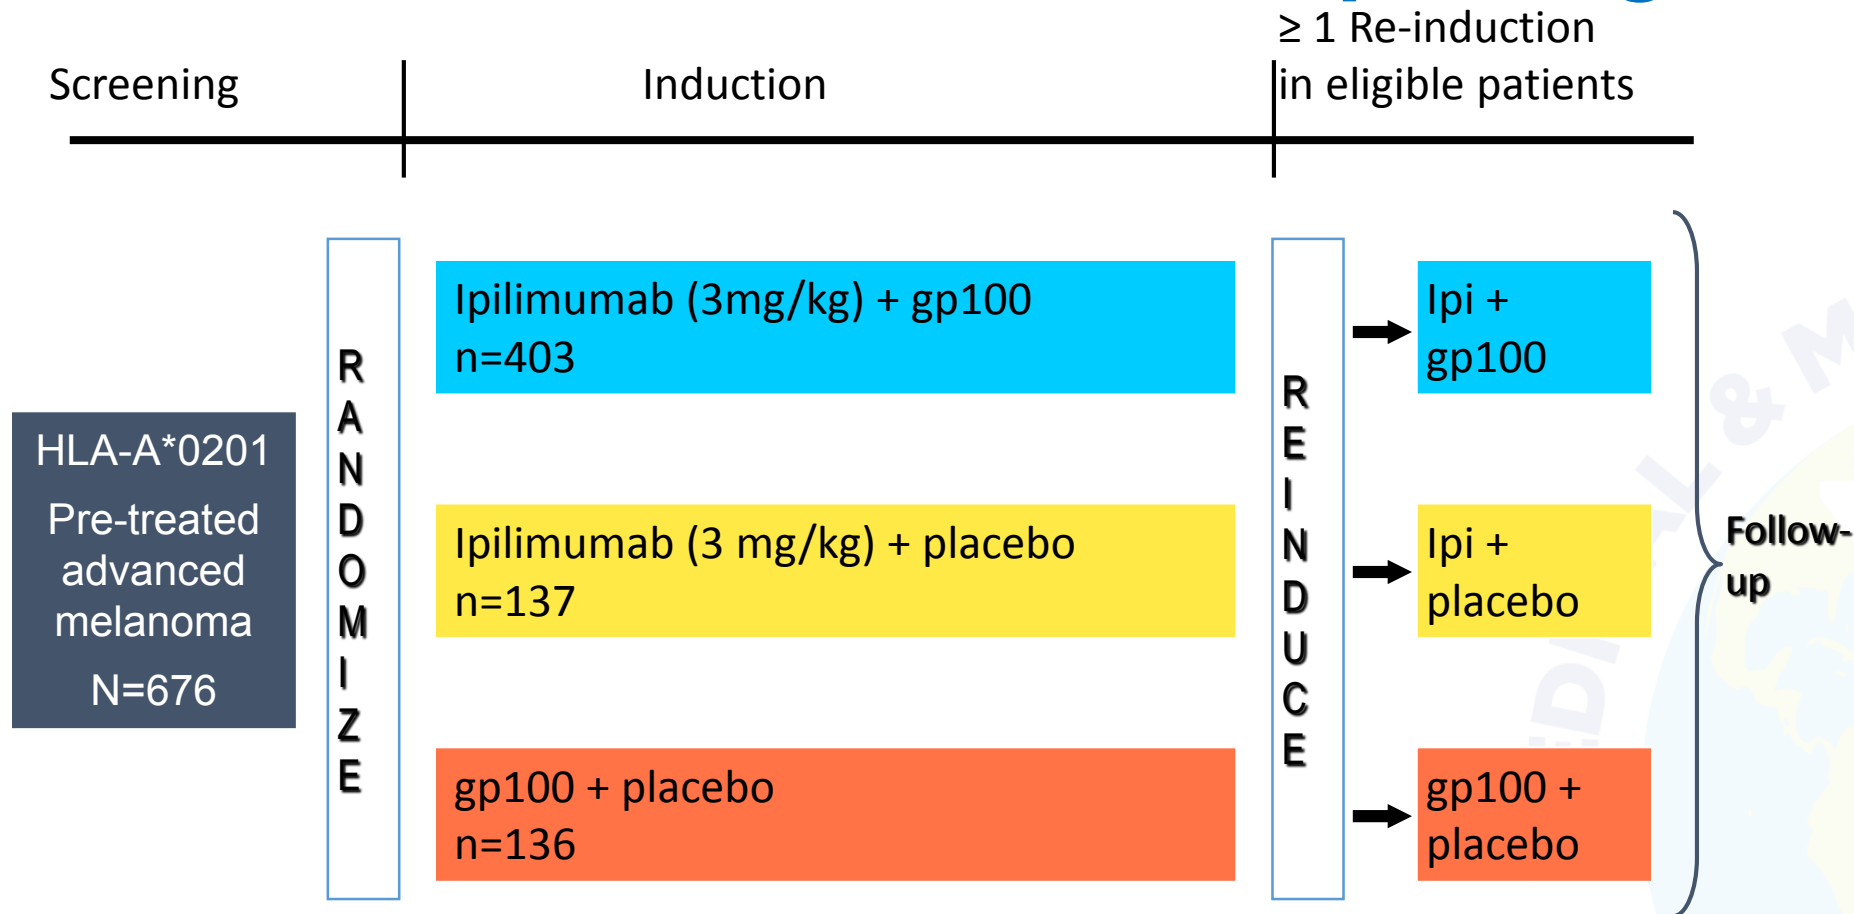 ≥ 1 Re-induction
in eligible patients
Screening
Induction
HLA-A*0201
Pre-treated
advanced
melanoma
N=676
RANDOMIZE
Ipilimumab (3mg/kg) + gp100
n=403
Ipilimumab (3 mg/kg) + placebo
n=137
gp100 + placebo
n=136
REINDUCE
Ipi +
gp100
Ipi +
placebo
gp100 +
placebo
Follow-
up